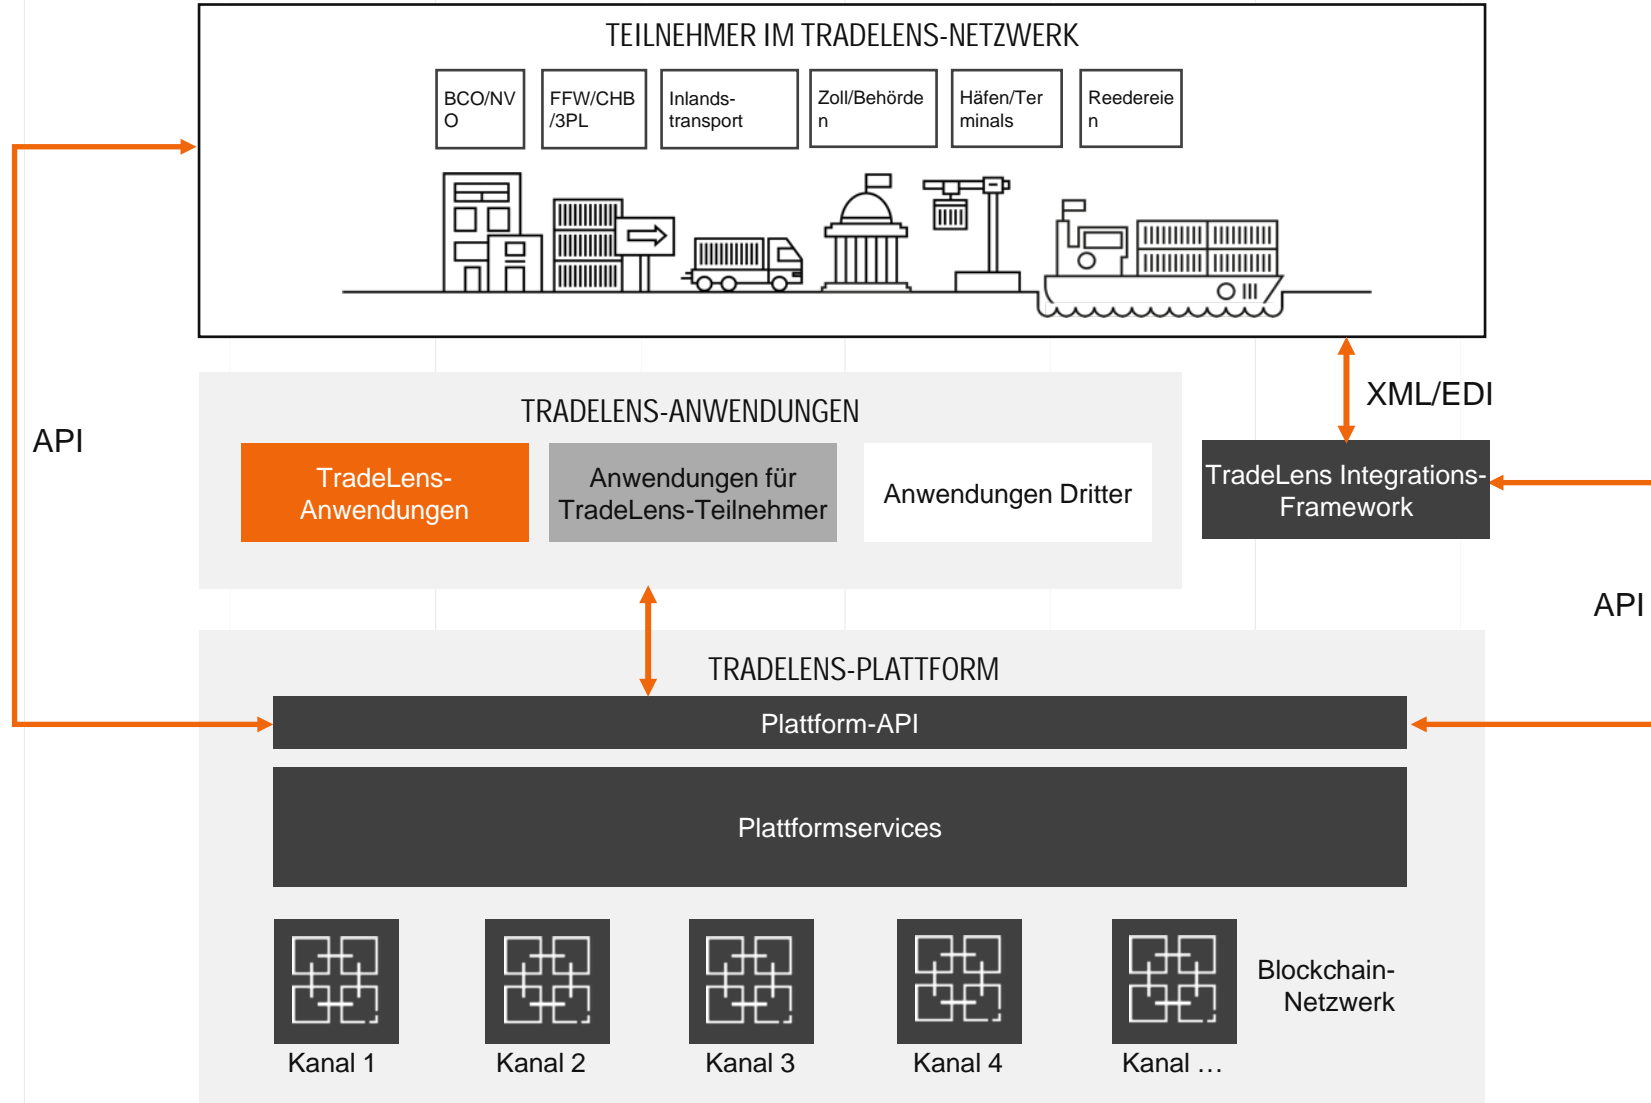 TEILNEHMER IM TRADELENS-NETZWERK
BCO/NV
O
FFW/CHB
/3PL
Inlands-
transport
Zoll/Behörde
n
Häfen/Ter
minals
Reedereie
n
XML/EDI
TRADELENS-ANWENDUNGEN
API
TradeLens-
Anwendungen
Anwendungen für
TradeLens-Teilnehmer
Anwendungen Dritter
TradeLens Integrations-
Framework
API
TRADELENS-PLATTFORM
Plattform-API
Plattformservices
Blockchain-
Netzwerk
Kanal 1
Kanal 2
Kanal 3
Kanal 4
Kanal …